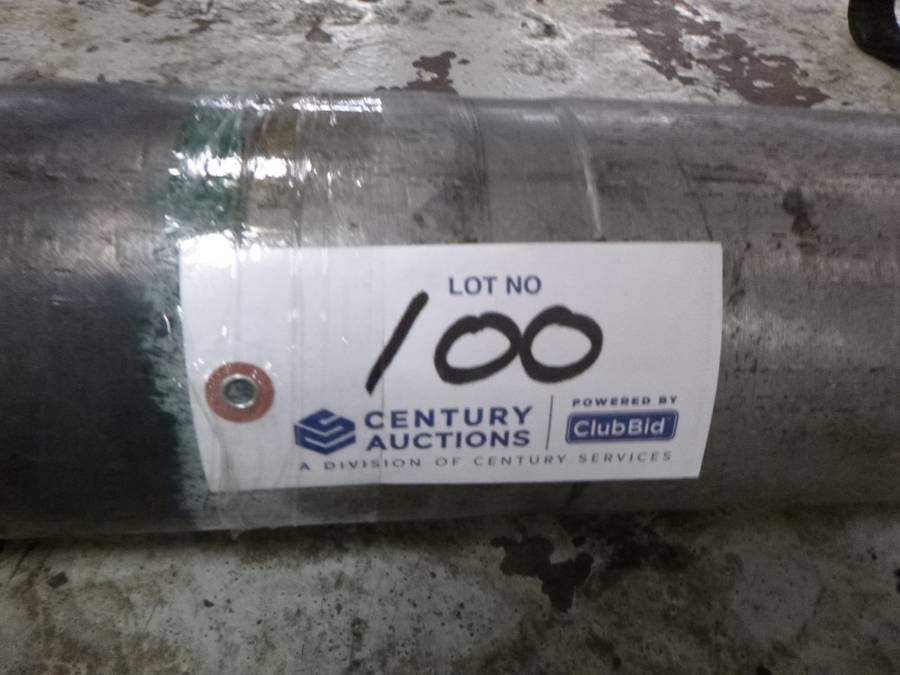 LOT NO
100
CENTURY
AUCTIONS
POWERED BY
ClubBid
A DIVISION OF CENTURY SERVICES